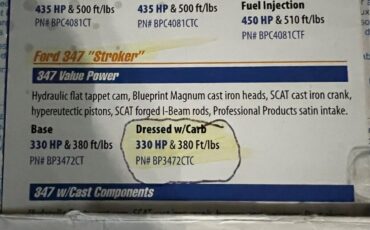 435 HP & 500 ft/lbs 435 HP & 500 ft/lbs Fuel Injection
PN# BPC4081CT PN# BPC4081CTC 450 HP & 510 ft/lbs
PN# BPC4081CTF
Ford 347 "Stroker"
347 Value Power
Hydraulic flat tappet cam, Blueprint Magnum cast iron heads, SCAT cast iron crank,
hypereutectic pistons, SCAT forged I-Beam rods, Professional Products satin intake.
Base Dressed w/Carb
330 HP & 380 ft/lbs 330 HP & 380 Ft/lbs
PN# BP3472CT PN# BP3472CTC
347 w/Cast Components